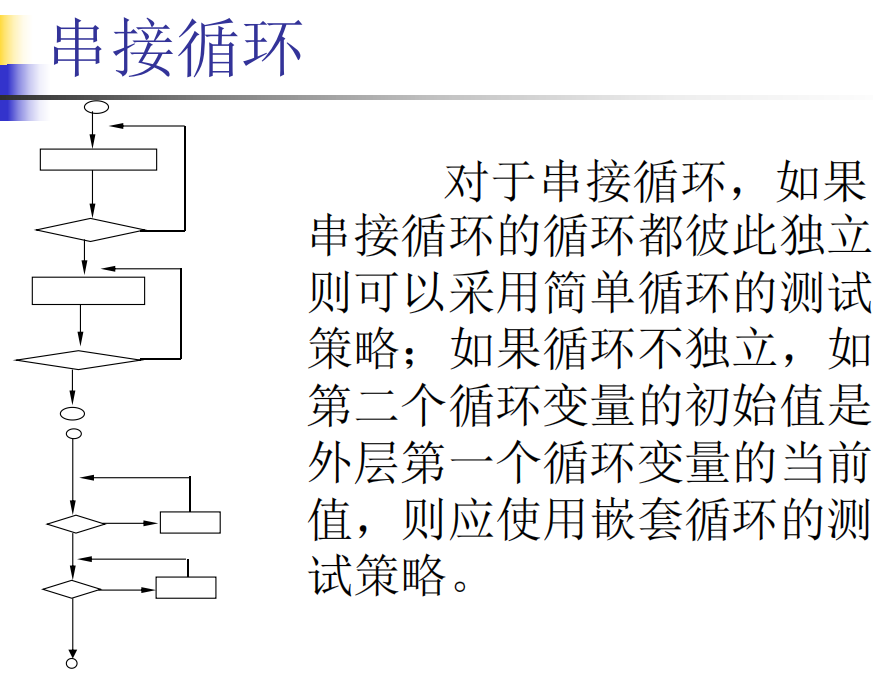 串接循环
对于串接循环，如果
串接循环的循环都彼此独立
则可以采用简单循环的测试
策略；如果循环不独立，如
第二个循环变量的初始值是
外层第一个循环变量的当前
值，则应使用嵌套循环的测
试策略。